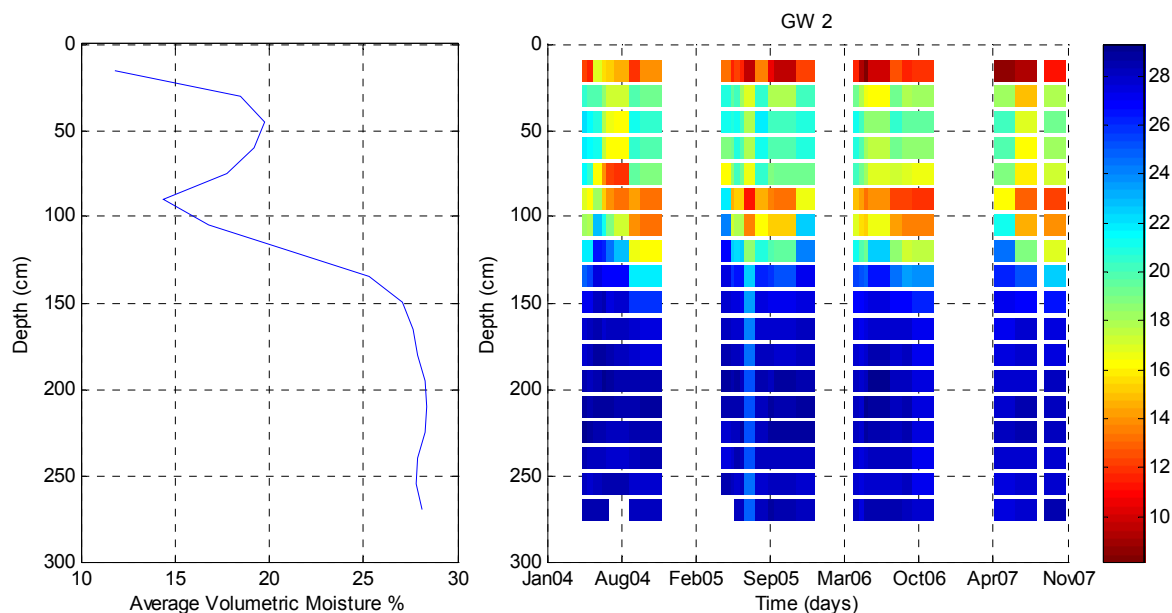 GW 2
0
50
100
150
200
250
300
Depth (cm)
10
15
20
25
30
Average Volumetric Moisture %
0
50
100
150
200
250
300
Depth (cm)
Jan04
Aug04
Feb05
Sep05
Mar06
Oct06
Apr07
Nov07
Time (days)
28
26
24
22
20
18
16
14
12
10